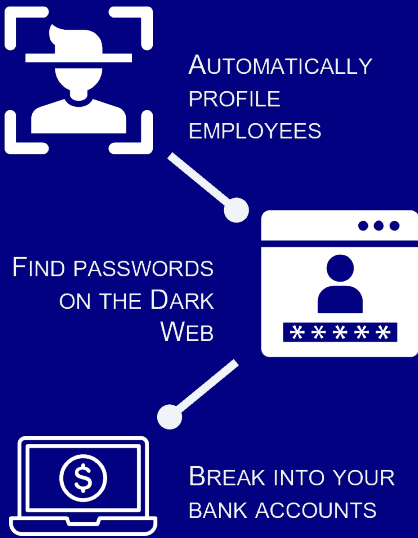 AUTOMATICALLY
PROFILE
EMPLOYEES
FIND PASSWORDS
ON THE DARK
WEB
*****
$
BREAK INTO YOUR
BANK ACCOUNTS